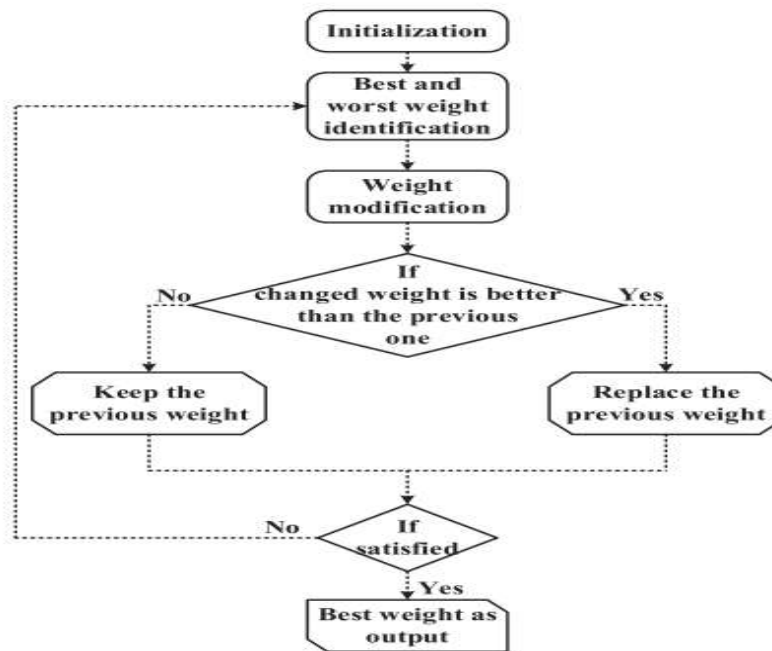 Initialization
Best and
worst weight
identification
Weight
modification
If
changed weight is better
than the previous
one
No
Yes
Keep the
previous weight
Replace the
previous weight
If
satisfied
No
Yes
Best weight as
output